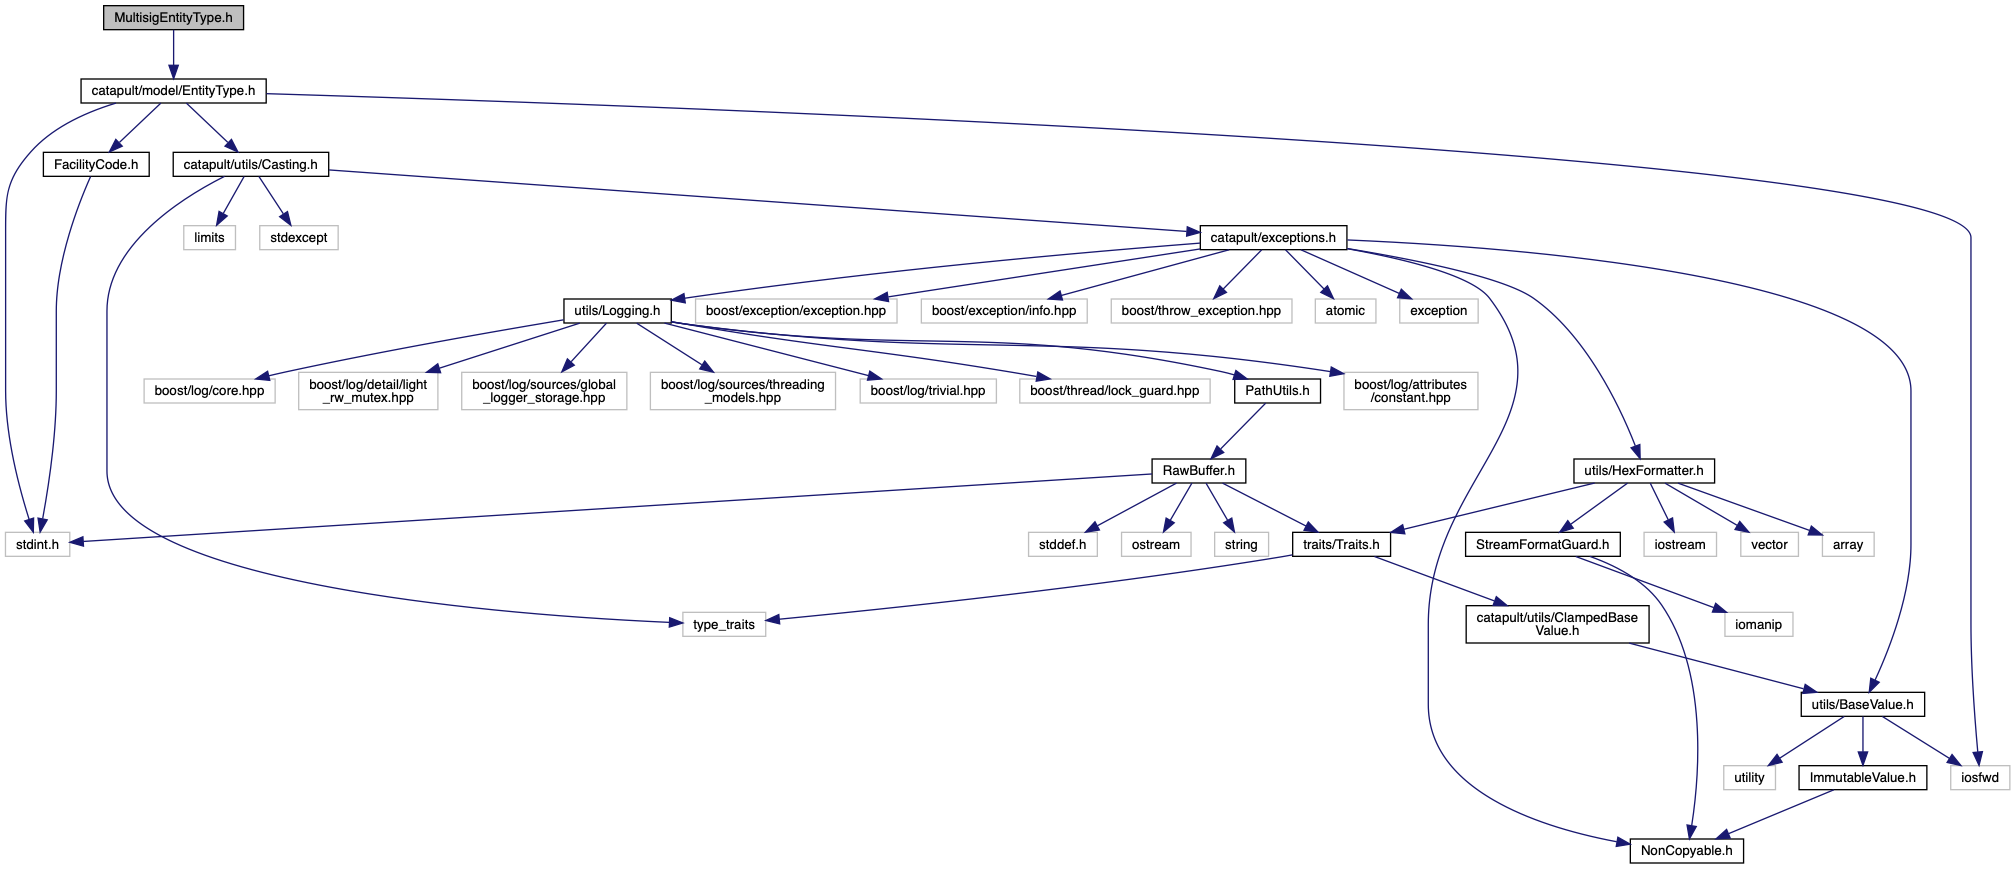 MultisigEntityType.h
catapult/model/EntityType.h
FacilityCode.h
catapult/utils/Casting.h
limits
stdexcept
catapult/exceptions.h
utils/Logging.h
boost/exception/exception.hpp
boost/exception/info.hpp
boost/throw_exception.hpp
atomic
exception
boost/log/core.hpp
boost/log/detail/light
_rw_mutex.hpp
boost/log/sources/global
_logger_storage.hpp
boost/log/sources/threading
_models.hpp
boost/log/trivial.hpp
boost/thread/lock_guard.hpp
PathUtils.h
boost/log/attributes
/constant.hpp
RawBuffer.h
utils/HexFormatter.h
stdint.h
stddef.h
ostream
string
traits/Traits.h
StreamFormatGuard.h
iostream
vector
array
type_traits
catapult/utils/ClampedBase
Value.h
iomanip
utils/BaseValue.h
utility
ImmutableValue.h
iosfwd
NonCopyable.h